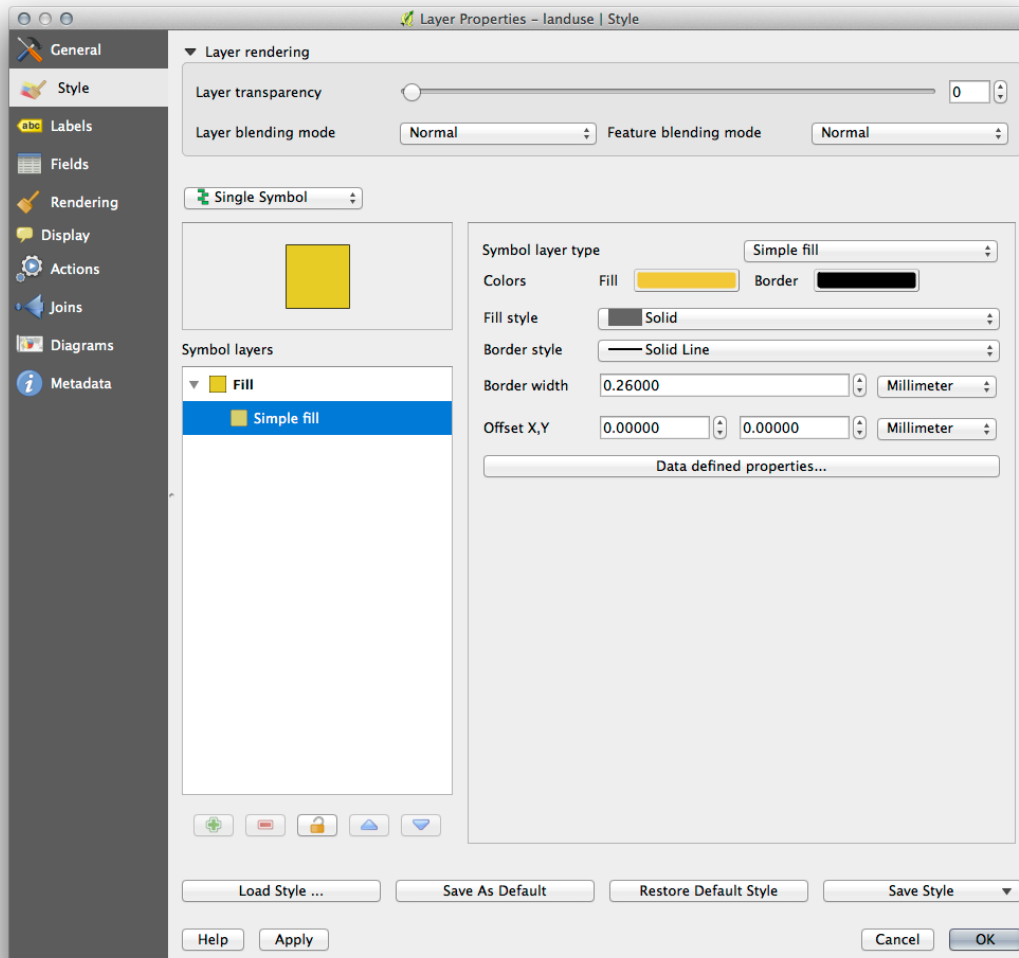 Layer Properties – landuse | Style
General
Style
abc Labels
Fields
Rendering
Display
Actions
Joins
Diagrams
Metadata
Layer rendering
Layer transparency 0
Layer blending mode Normal Feature blending mode Normal
Single Symbol
Symbol layers
Fill
Simple fill
Symbol layer type Simple fill
Colors Fill Border
Fill style Solid
Border style Solid Line
Border width 0.26000 Millimeter
Offset X,Y 0.00000 0.00000 Millimeter
Data defined properties...
Load Style ... Save As Default Restore Default Style Save Style
Help Apply Cancel OK